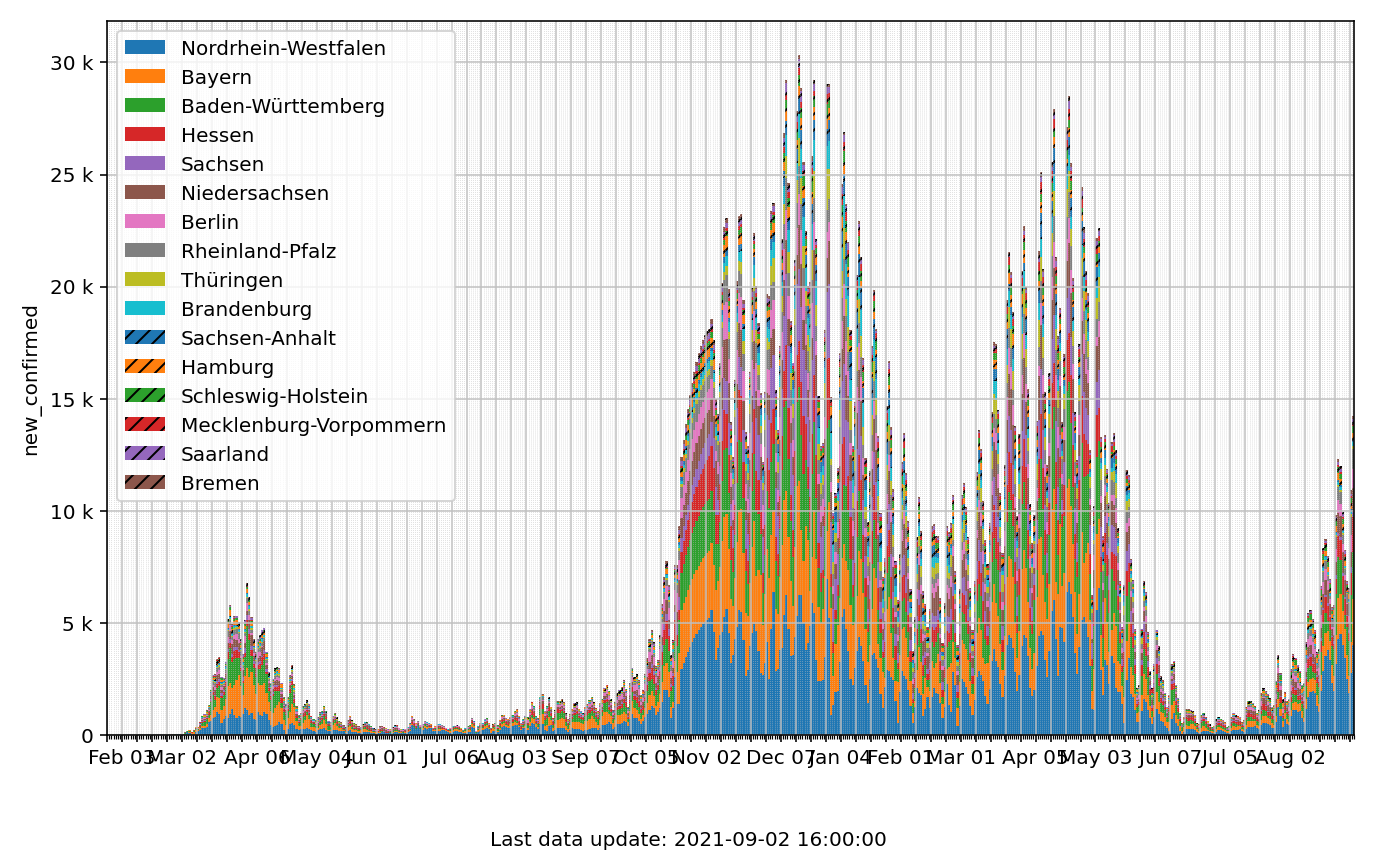 30 k
25 k
20 k
15 k
10 k
5 k
0
new_confirmed
Nordrhein-Westfalen
Bayern
Baden-Württemberg
Hessen
Sachsen
Niedersachsen
Berlin
Rheinland-Pfalz
Thüringen
Brandenburg
Sachsen-Anhalt
Hamburg
Schleswig-Holstein
Mecklenburg-Vorpommern
Saarland
Bremen
Feb 03 Mar 02 Apr 06 May 04 Jun 01 Jul 06 Aug 03 Sep 07 Oct 05 Nov 02 Dec 07 Jan 04 Feb 01 Mar 01 Apr 05 May 03 Jun 07 Jul 05 Aug 02
Last data update: 2021-09-02 16:00:00